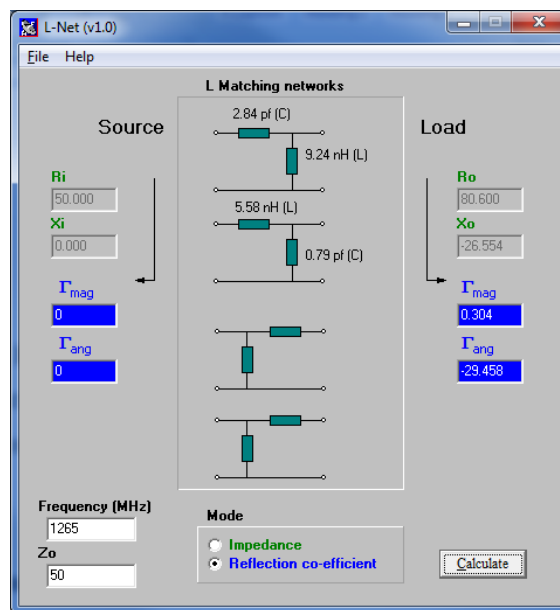 L-Net (v1.0)
File Help
L Matching networks
Source
Load
2.84 pf (C)
9.24 nH (L)
5.58 nH (L)
0.79 pf (C)
Ri
50.000
Xi
0.000
Γmag
0
Γang
0
Ro
80.600
Xo
-26.554
Γmag
0.304
Γang
-29.458
Frequency (MHz)
1265
Zo
50
Mode
Impedance
Reflection co-efficient
Calculate